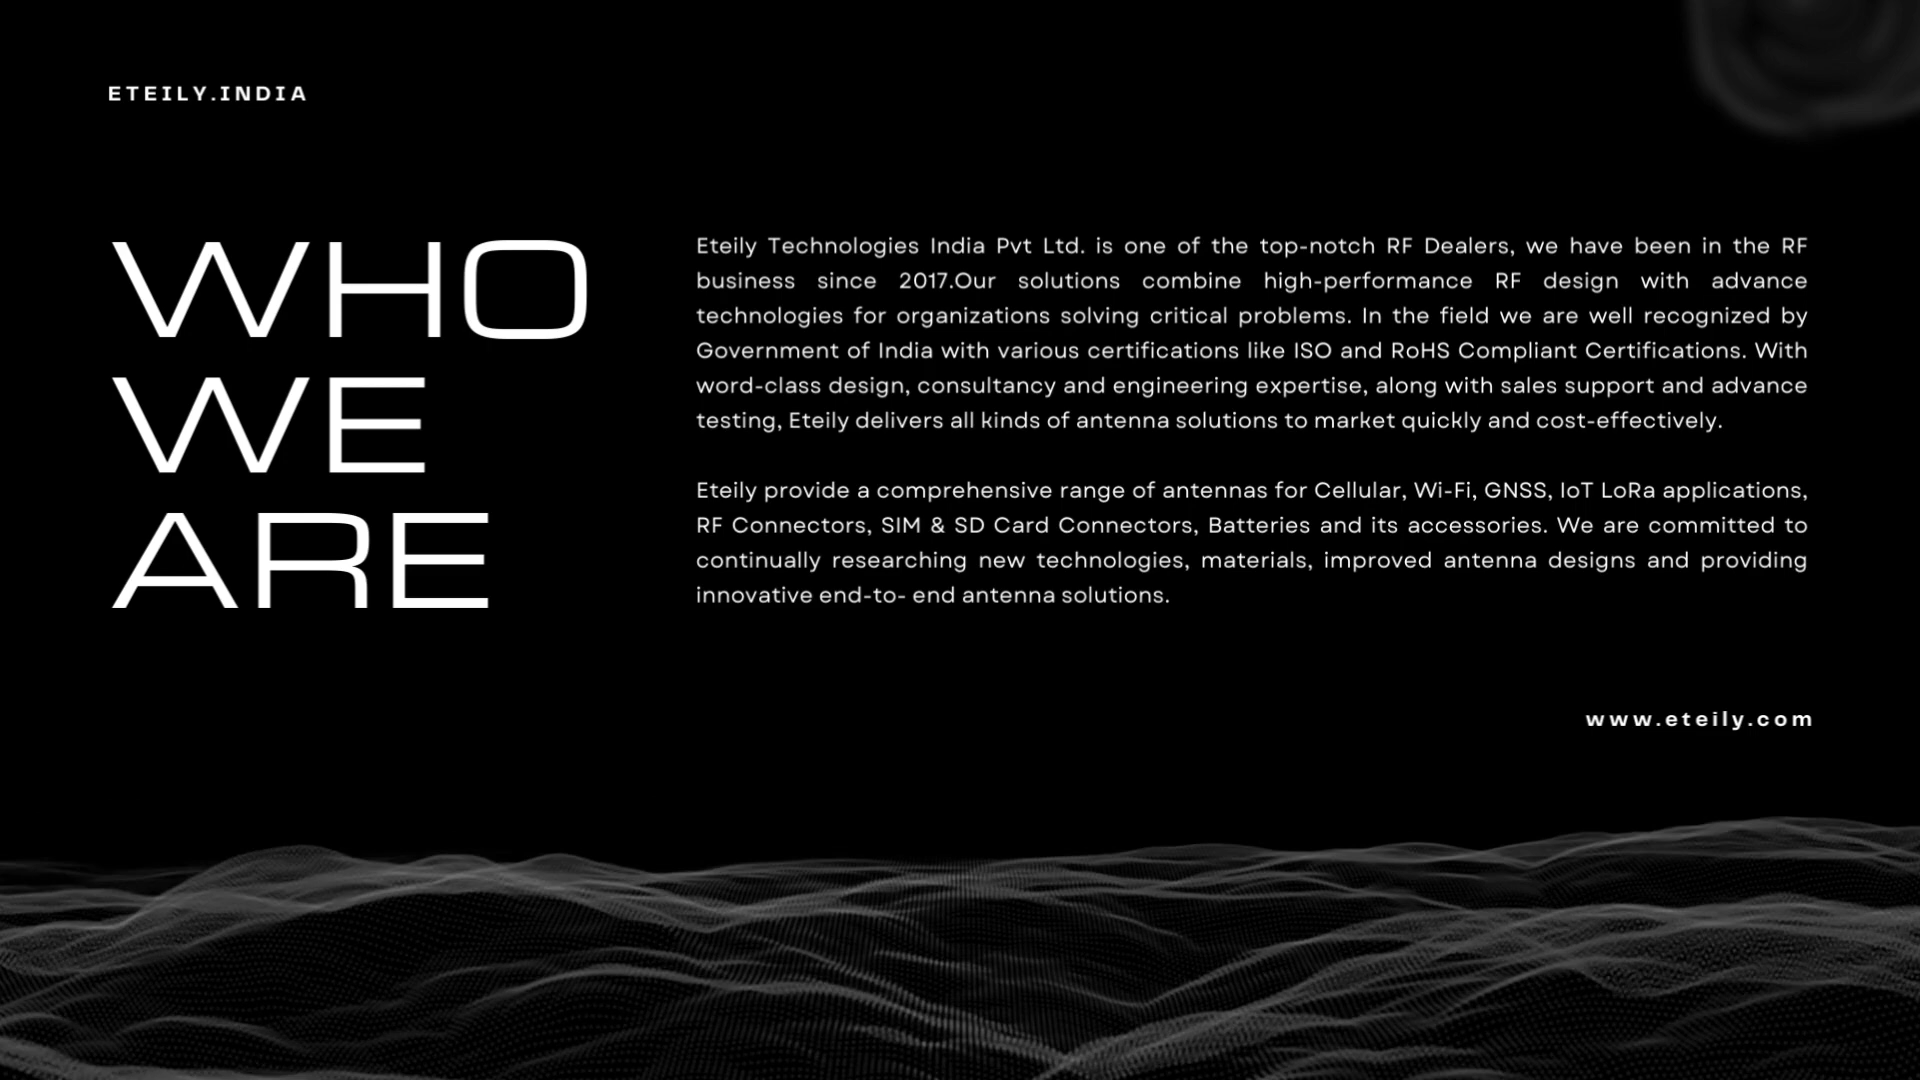 ETEILY.INDIA
WHO
WE
ARE
Eteily Technologies India Pvt Ltd. is one of the top-notch RF Dealers, we have been in the RF
business since 2017.Our solutions combine high-performance RF design with advance
technologies for organizations solving critical problems. In the field we are well recognized by
Government of India with various certifications like ISO and RoHS Compliant Certifications. With
word-class design, consultancy and engineering expertise, along with sales support and advance
testing, Eteily delivers all kinds of antenna solutions to market quickly and cost-effectively.
Eteily provide a comprehensive range of antennas for Cellular, Wi-Fi, GNSS, IoT LoRa applications,
RF Connectors, SIM & SD Card Connectors, Batteries and its accessories. We are committed to
continually researching new technologies, materials, improved antenna designs and providing
innovative end-to- end antenna solutions.
www.eteily.com